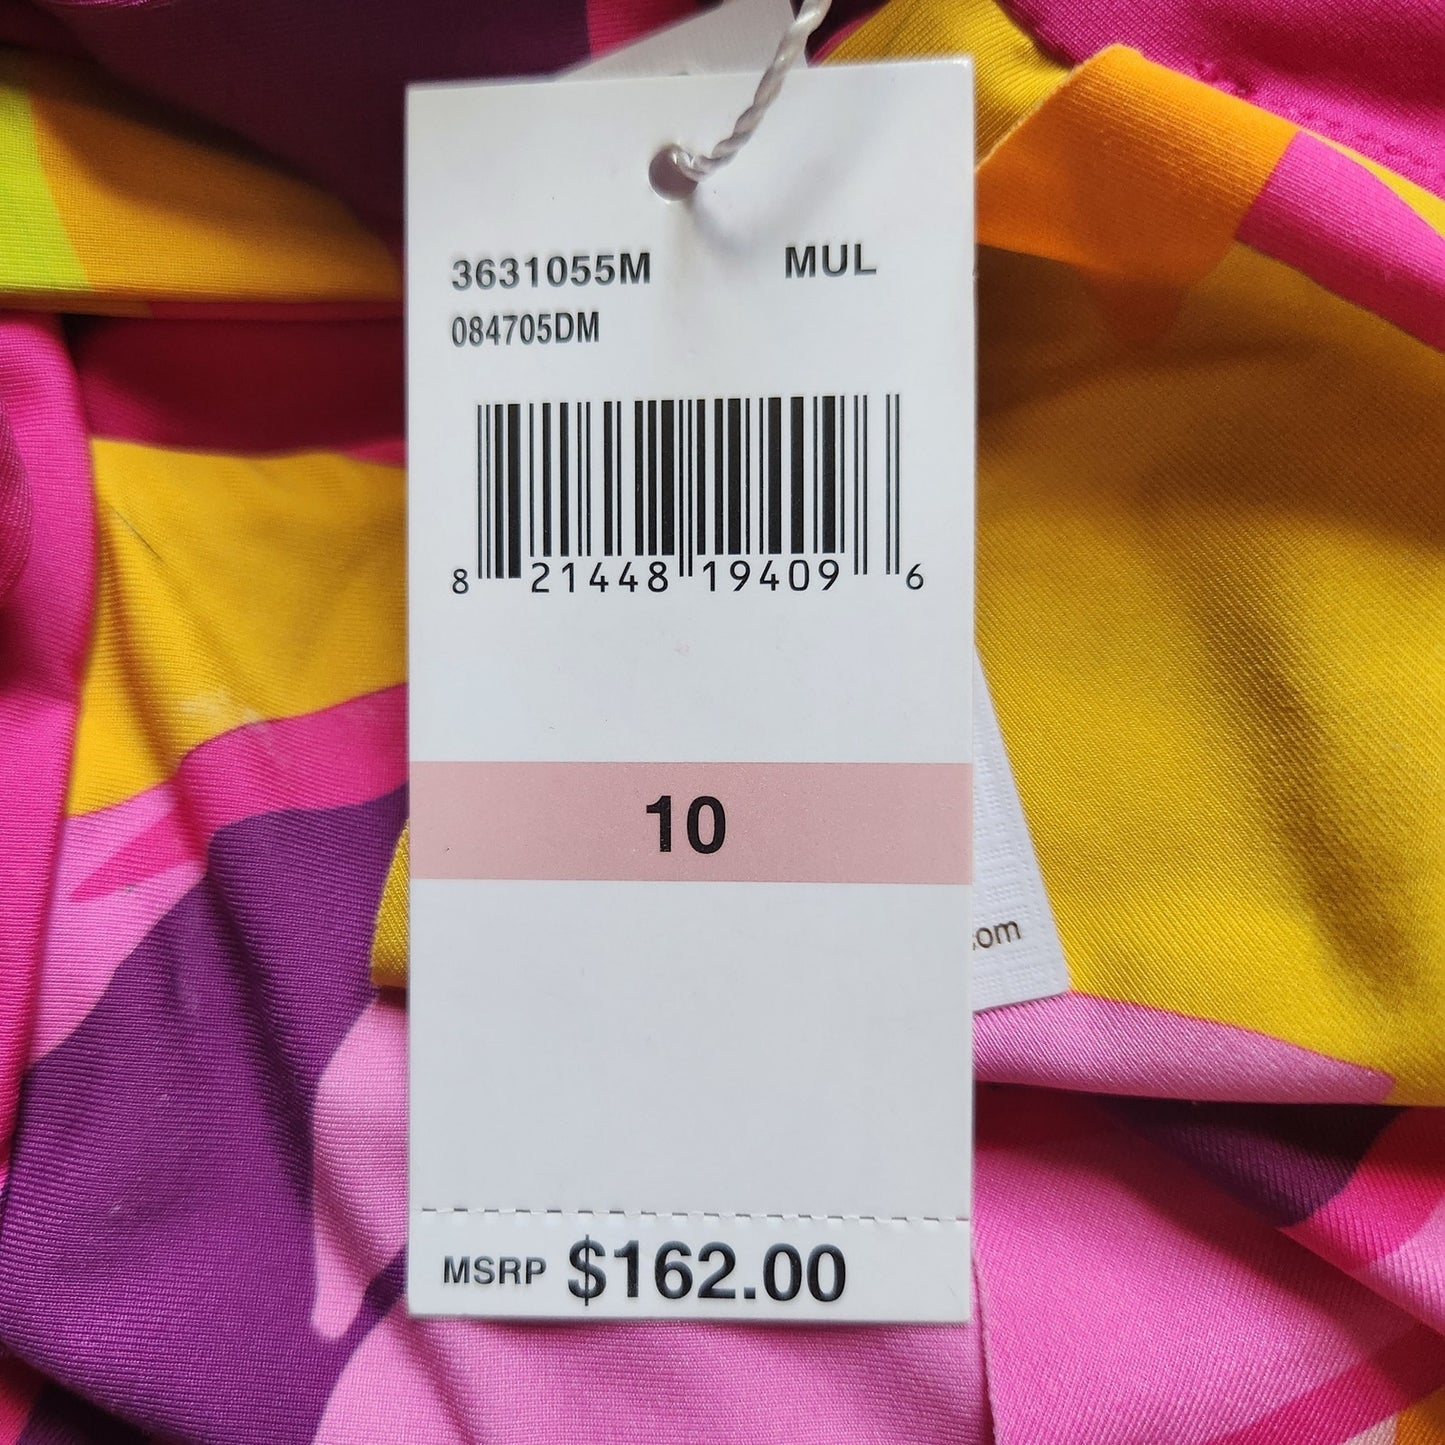 3631055M MUL
084705DM
8 21448 19409 6
10
.com
MSRP $162.00